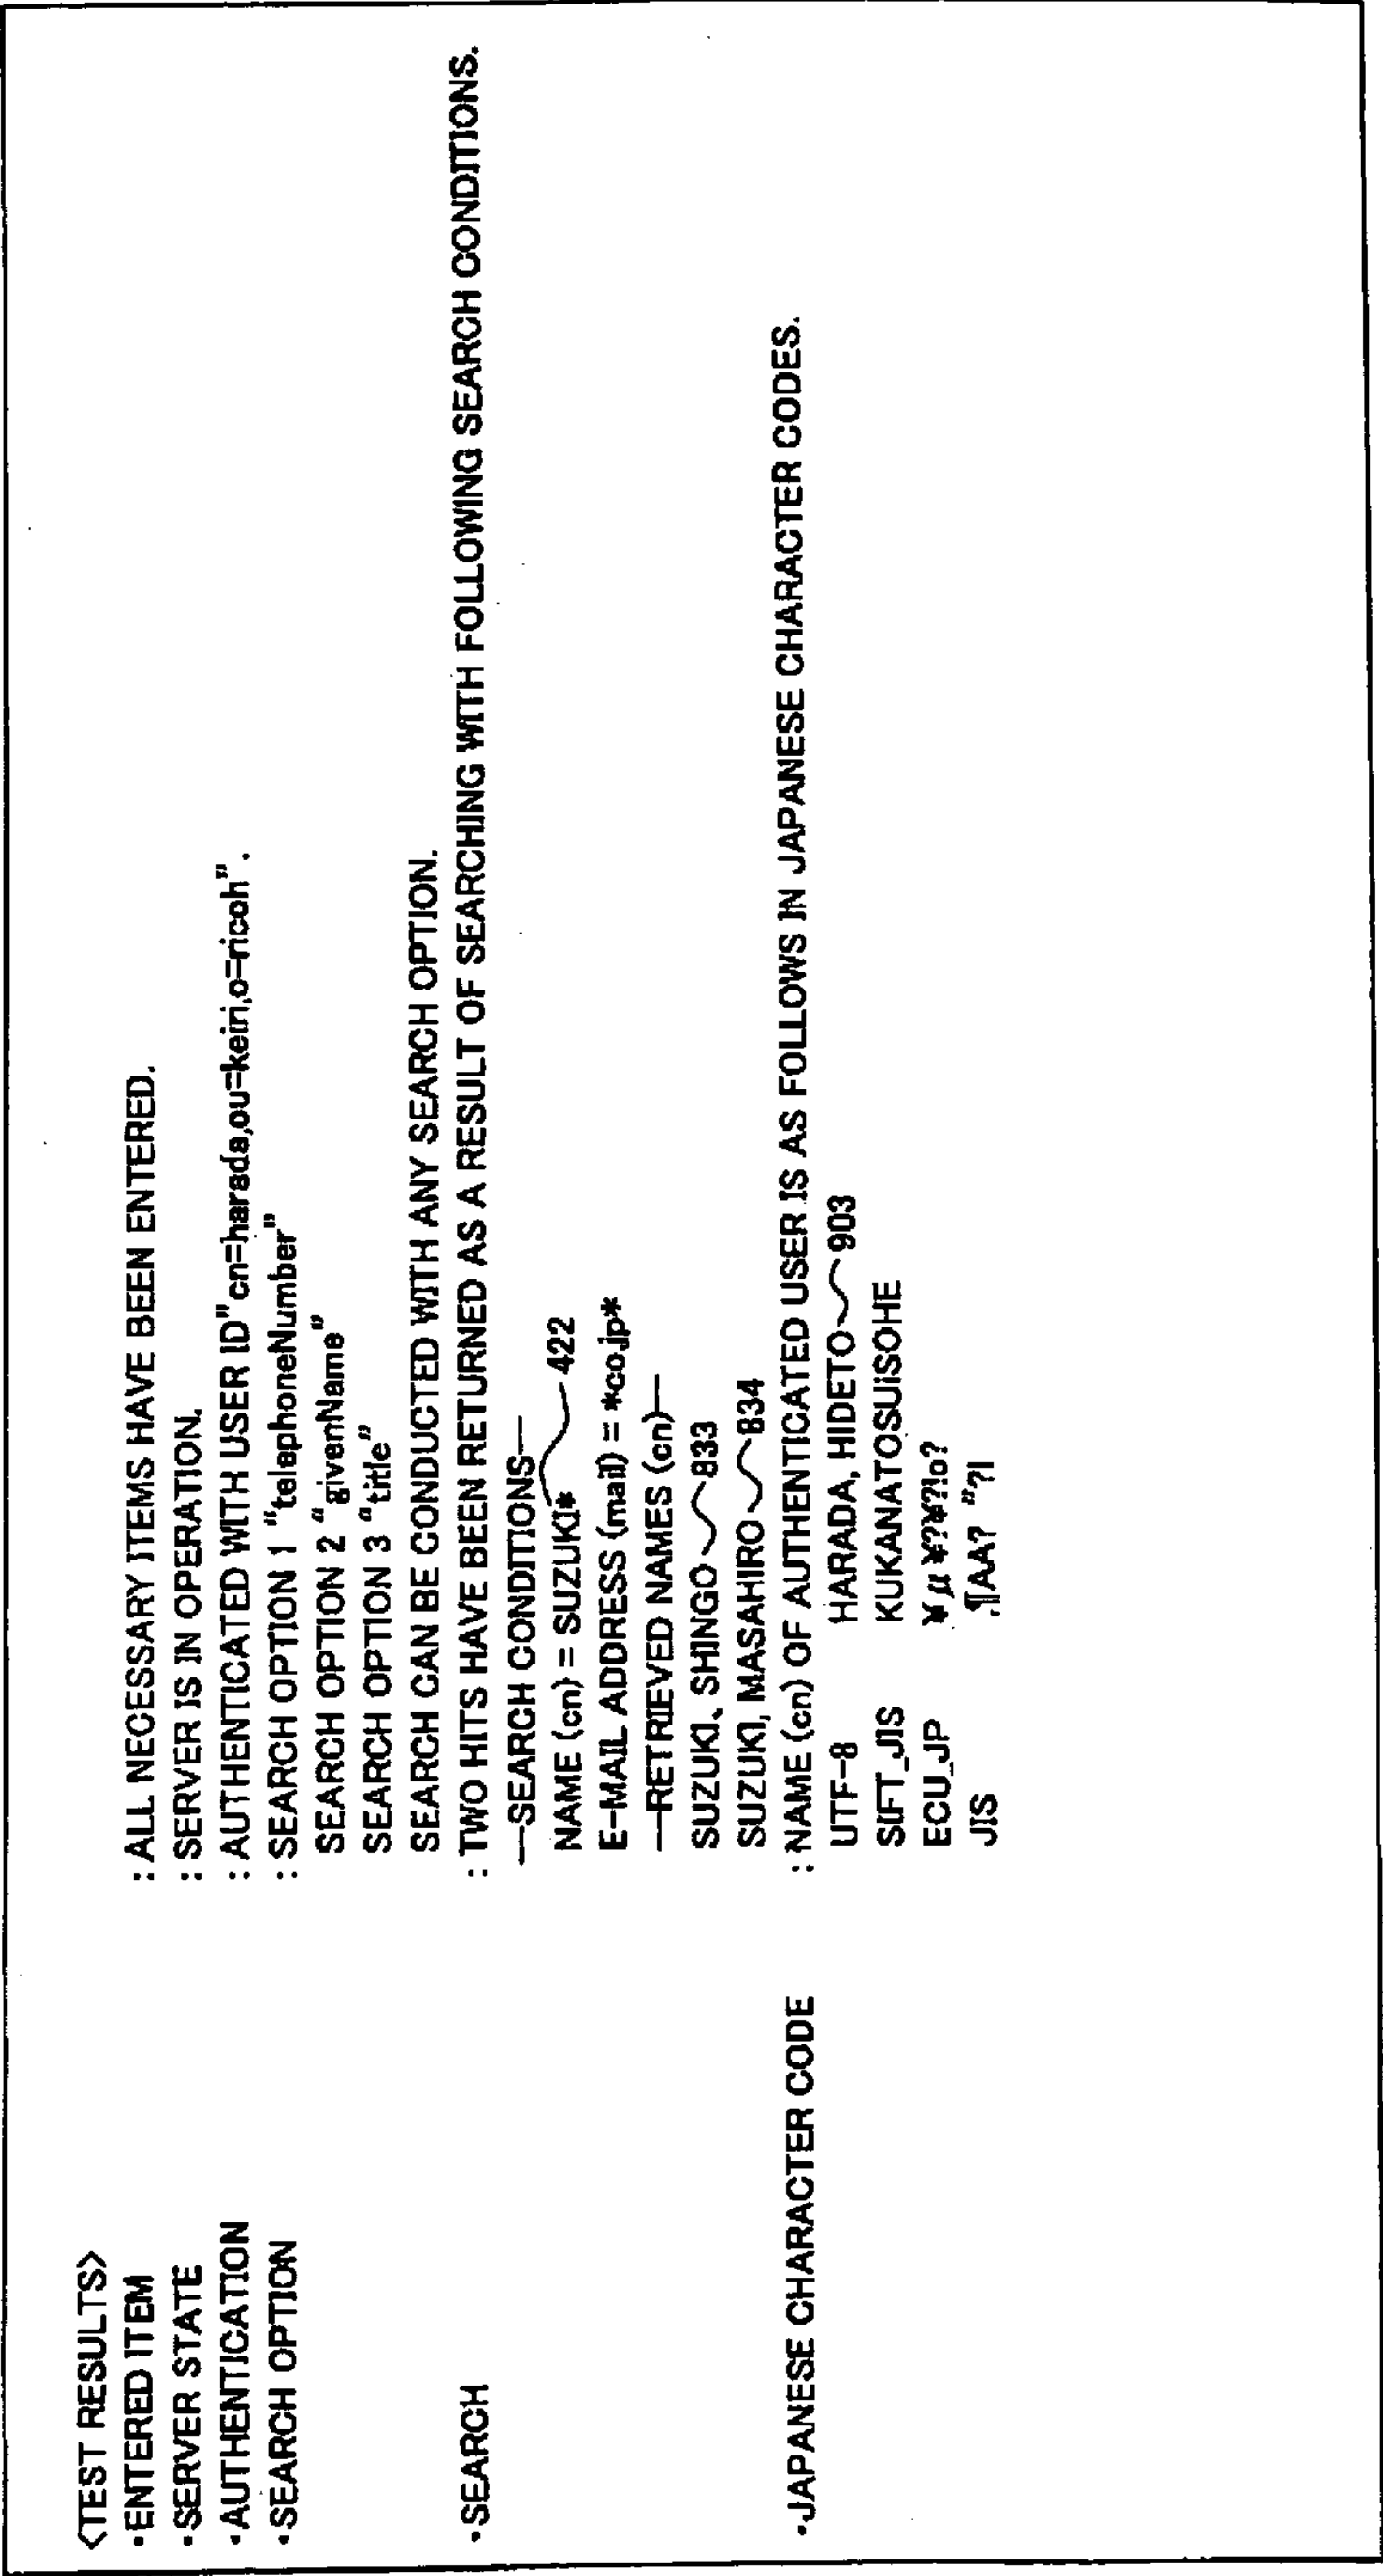 <TEST RESULTS>
・ENTERED ITEM : ALL NECESSARY ITEMS HAVE BEEN ENTERED.
・SERVER STATE : SERVER IS IN OPERATION.
・AUTHENTICATION : AUTHENTICATED WITH USER ID"cn=harada,ou=keiri,o=ricoh".
・SEARCH OPTION : SEARCH OPTION 1 "telephoneNumber"
SEARCH OPTION 2 "givenName"
SEARCH OPTION 3 "title"
SEARCH CAN BE CONDUCTED WITH ANY SEARCH OPTION.
・SEARCH : TWO HITS HAVE BEEN RETURNED AS A RESULT OF SEARCHING WITH FOLLOWING SEARCH CONDITIONS.
—SEARCH CONDITIONS—
NAME (cn) = SUZUKI* 422
E-MAIL ADDRESS (mail) = *co.jp*
—RETRIEVED NAMES (cn)—
SUZUKI, SHINGO 833
SUZUKI, MASAHIRO 834
・JAPANESE CHARACTER CODE : NAME (cn) OF AUTHENTICATED USER IS AS FOLLOWS IN JAPANESE CHARACTER CODES.
UTF-8 HARADA, HIDETO 903
SIFT_JIS KUKANATOSUISOHE
ECU_JP ¥μ¥?¥?!o?
JIS .¶AA? "?I